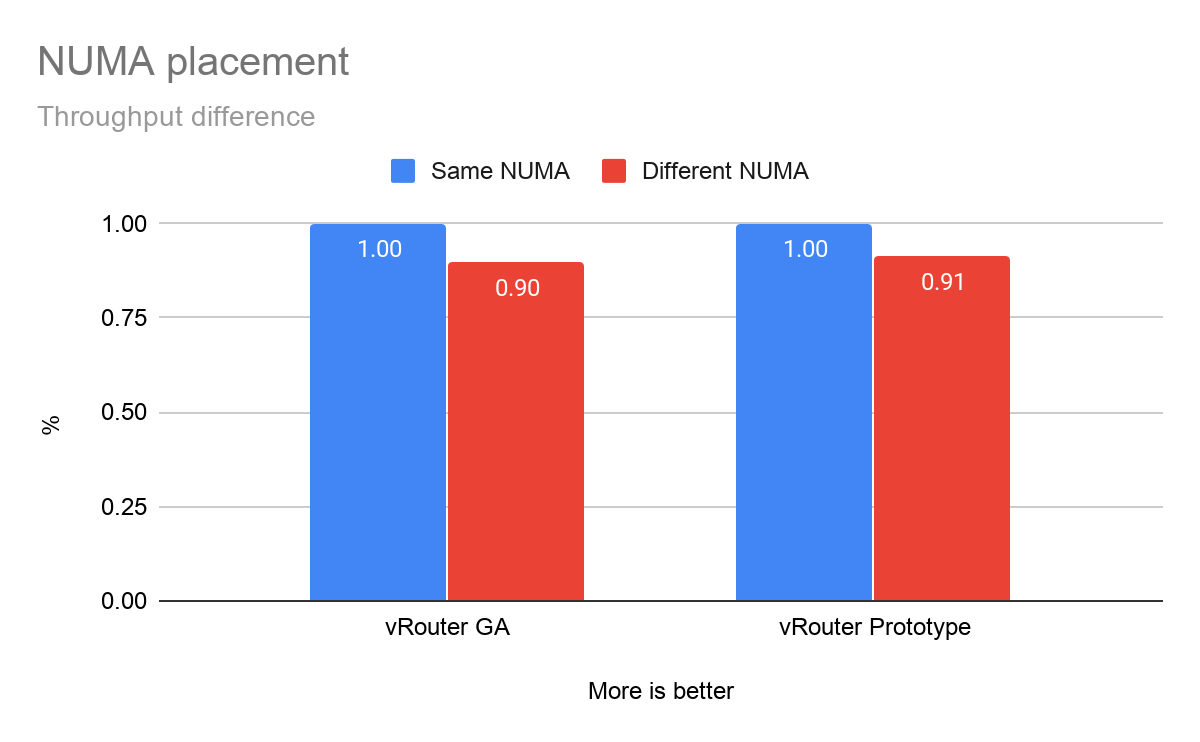 NUMA placement
Throughput difference
Same NUMA Different NUMA
1.00
1.00 1.00
0.90 0.91
0.75
0.50
%
0.25
0.00
vRouter GA vRouter Prototype
More is better